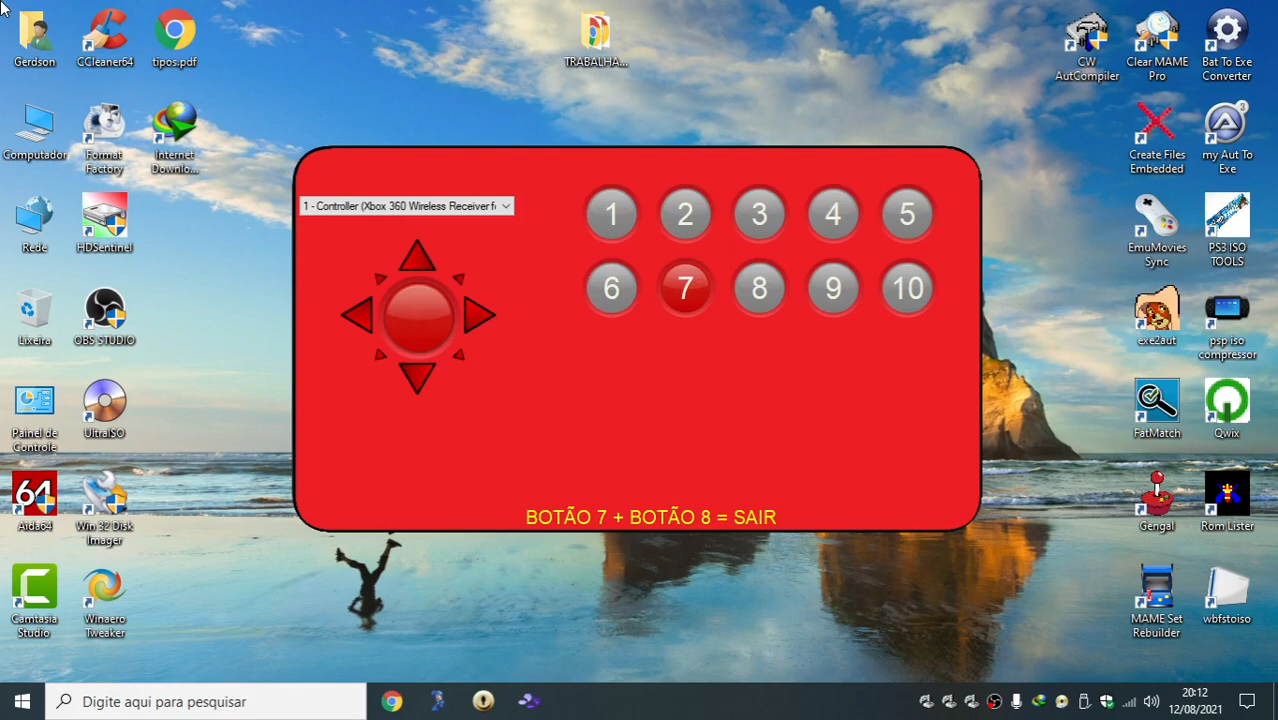 Gerdson
CCleaner64
tipos.pdf
TRABALHA...
CW AutCompiler
Clear MAME Pro
Bat To Exe Converter
Computador
Format Factory
Internet Downlo...
Create Files Embedded
my Aut To Exe
3
1 - Controller (Xbox 360 Wireless Receiver f
1
2
3
4
5
Rede
HDSentinel
EmuMovies Sync
PS3 ISO TOOLS
6
7
8
9
10
Lixeira
OBS STUDIO
exe2aut
psp iso compressor
Painel de Controle
UltraISO
FatMatch
Qwix
64
Aida64
Win 32 Disk Imager
BOTÃO 7 + BOTÃO 8 = SAIR
Gengal
Rom Lister
Camtasia Studio
Winaero Tweaker
MAME Set Rebuilder
wbfstoiso
Digite aqui para pesquisar
20:12
12/08/2021